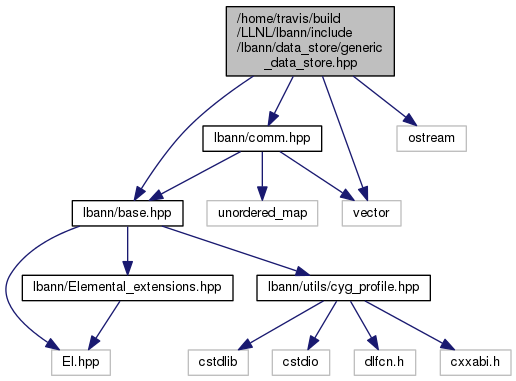 /home/travis/build
/LLNL/lbann/include
/lbann/data_store/generic
_data_store.hpp
lbann/comm.hpp
ostream
lbann/base.hpp
unordered_map
vector
lbann/Elemental_extensions.hpp
lbann/utils/cyg_profile.hpp
El.hpp
cstdlib
cstdio
dlfcn.h
cxxabi.h